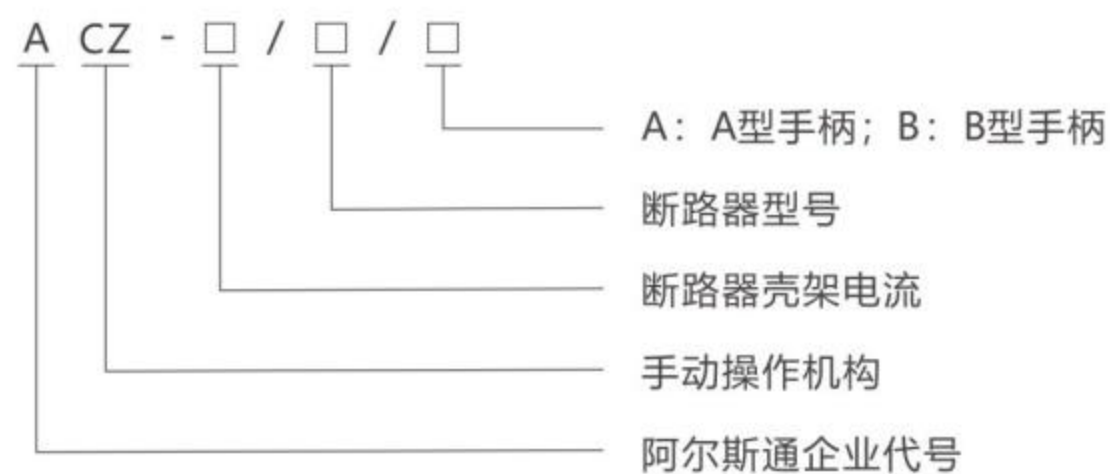 A CZ - □ / □ / □
A：A型手柄；B：B型手柄
断路器型号
断路器壳架电流
手动操作机构
阿尔斯通企业代号